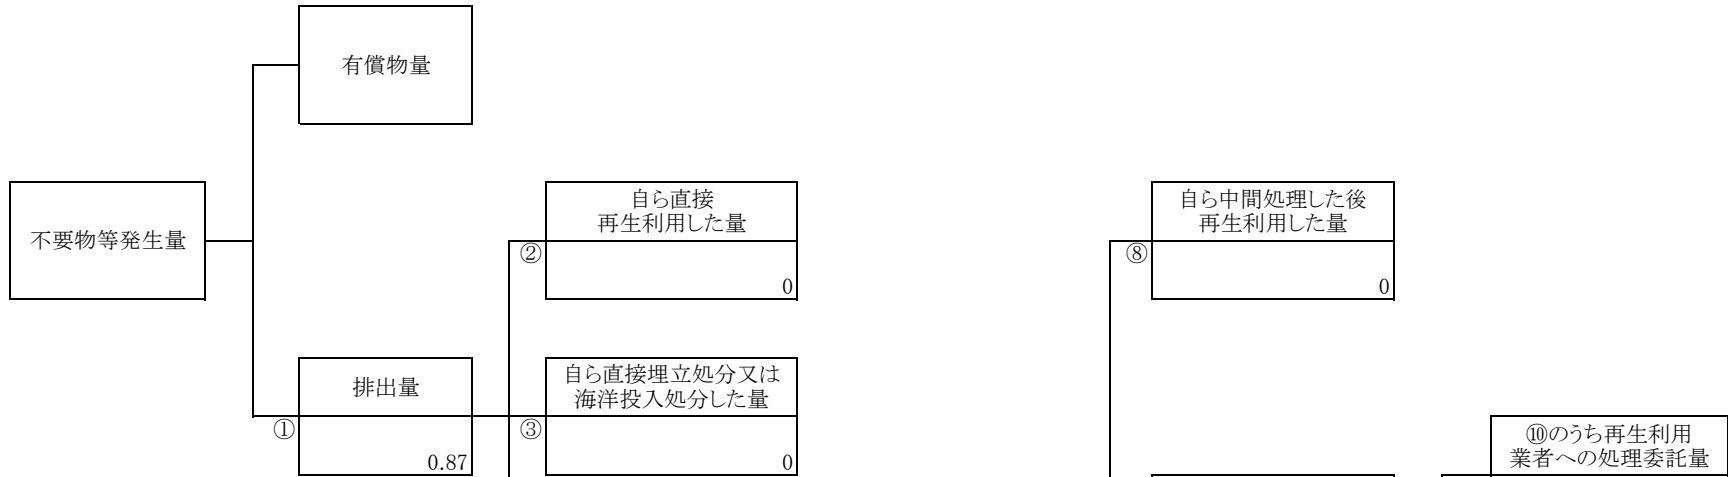 有償物量
不要物等発生量
自ら直接
再生利用した量
②
0
自ら中間処理した後
再生利用した量
⑧
0
排出量
①
0.87
自ら直接埋立処分又は
海洋投入処分した量
③
0
⑩のうち再生利用
業者への処理委託量